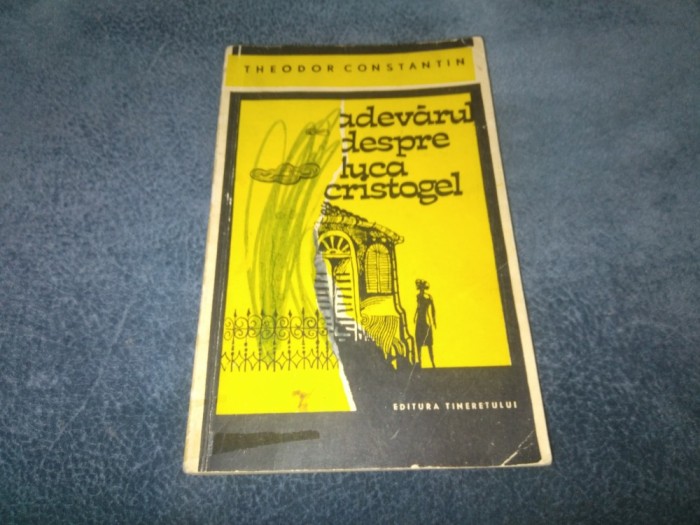 THEODOR CONSTANTIN
adevărul
despre
luca
cristogel
EDITURA TINERETULUI